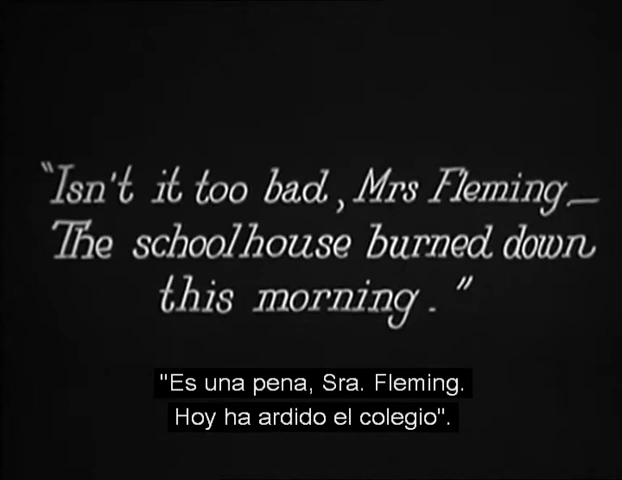 "Isn't it too bad, Mrs Fleming—
The schoolhouse burned down
this morning."
"Es una pena, Sra. Fleming.
Hoy ha ardido el colegio".